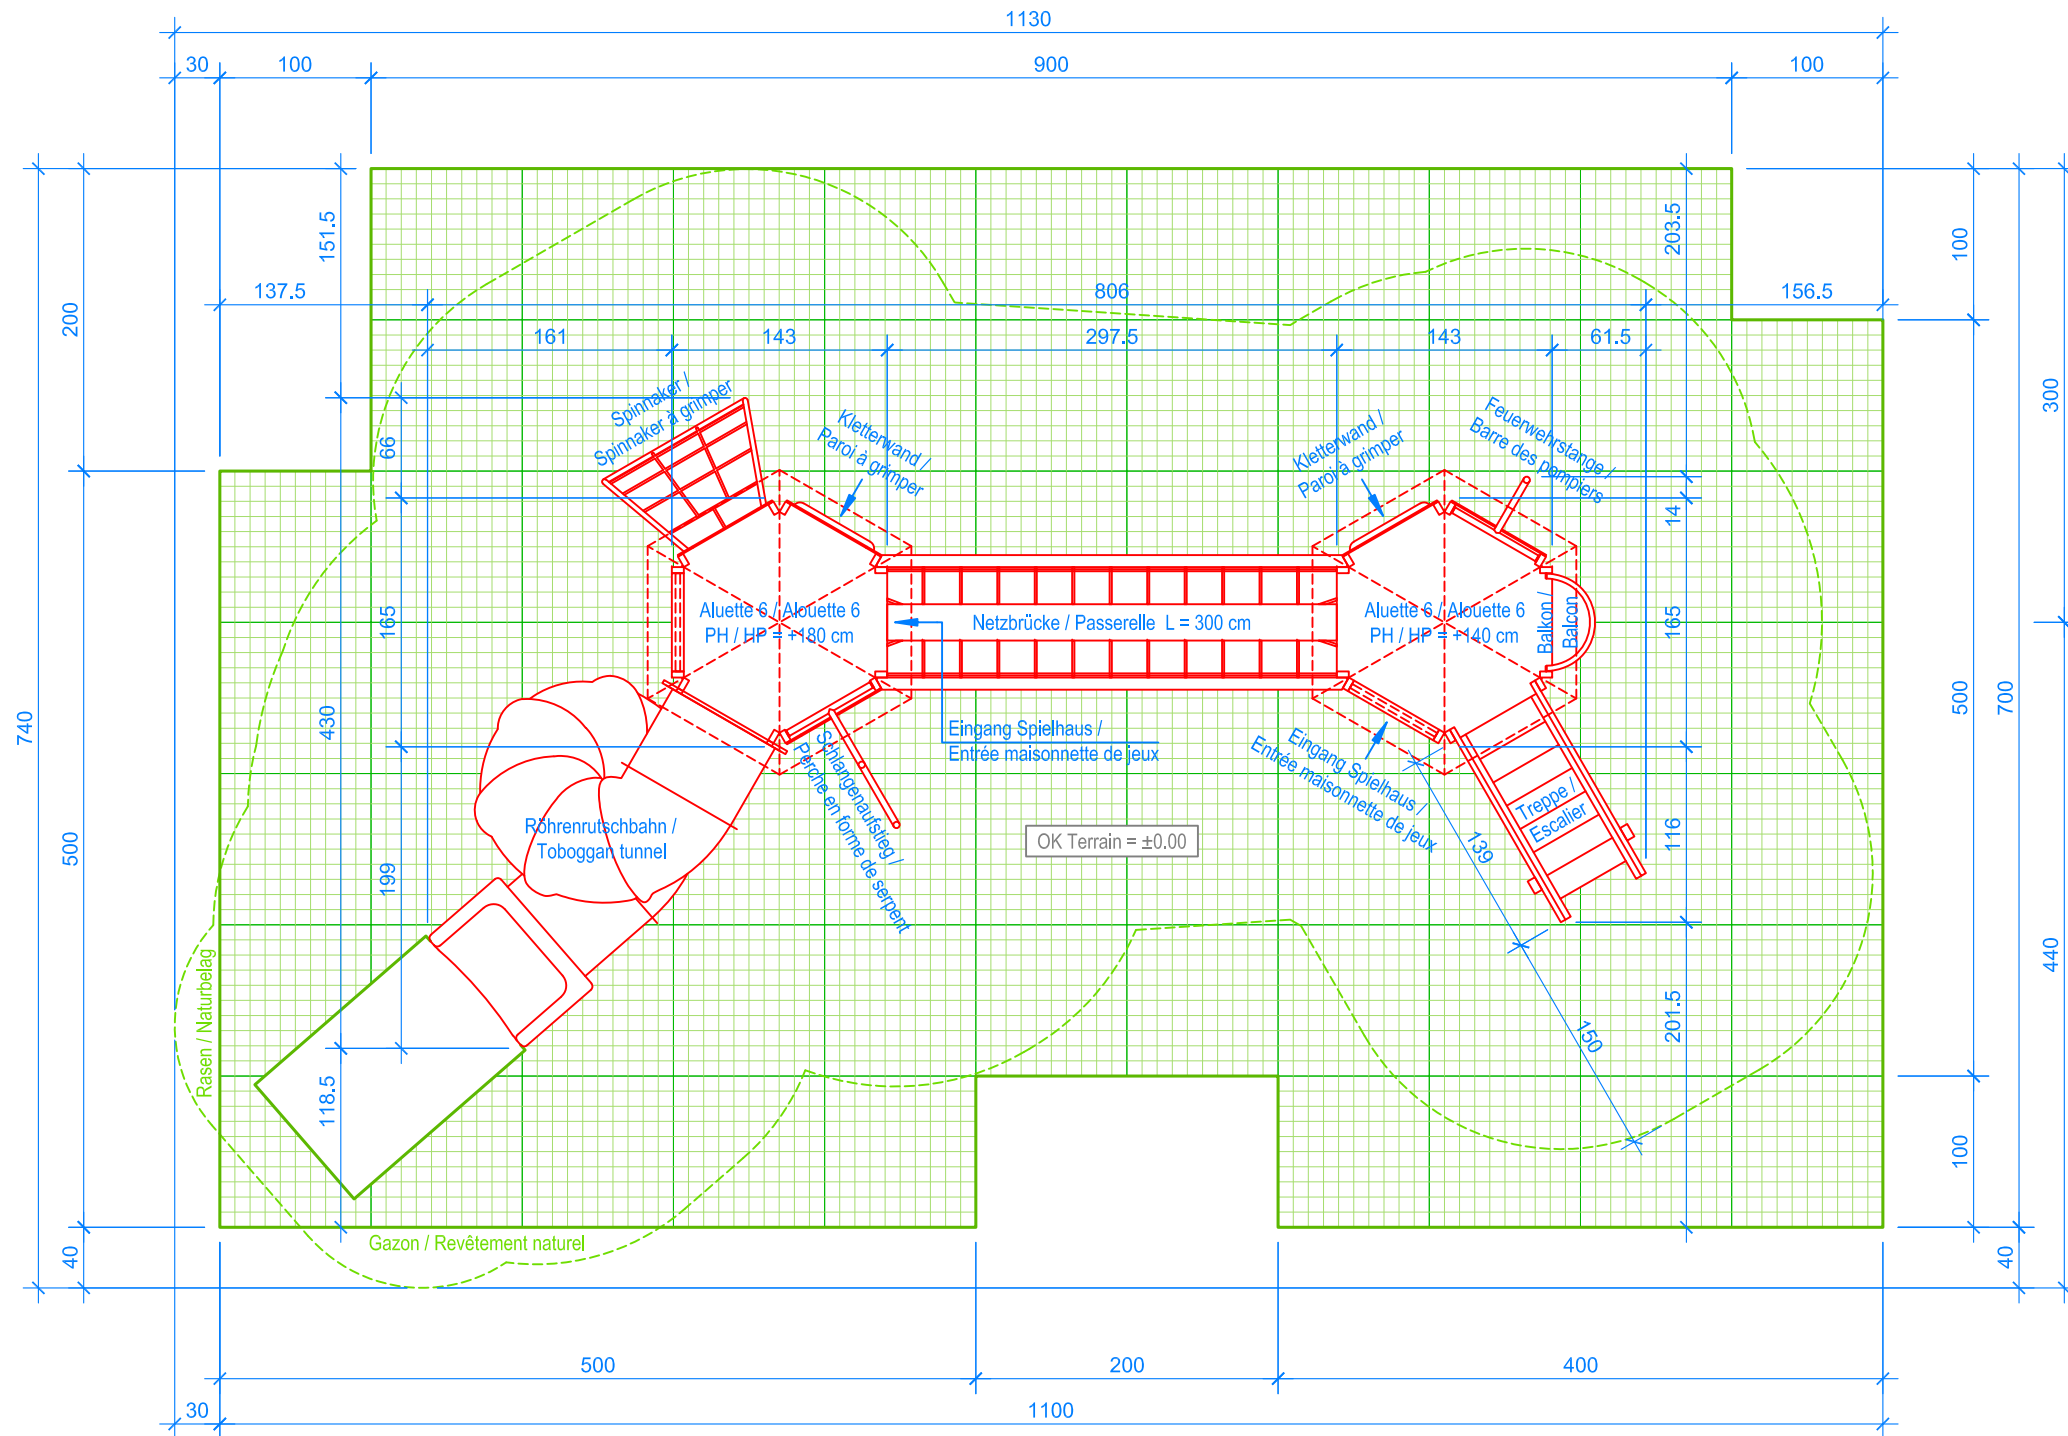 1130
30
100
900
100
151.5
203.5
100
137.5
806
156.5
200
161
143
297.5
143
61.5
300
Spinnaker /
Spinnaker à grimper
Kletterwand /
Paroi à grimper
Kletterwand /
Paroi à grimper
Feuerwehrstange /
Barre des pompiers
66
14
165
Aluette 6 / Alouette 6
PH / HP = +180 cm
Netzbrücke / Passerelle L = 300 cm
Aluette 6 / Alouette 6
PH / HP = +140 cm
Balkon /
Balcon
165
740
430
500
700
Eingang Spielhaus /
Entrée maisonnette de jeux
Eingang Spielhaus /
Entrée maisonnette de jeux
Schlangenaufstieg /
Perche en forme de serpent
Röhrenrutschbahn /
Toboggan tunnel
OK Terrain = ±0.00
Treppe /
Escalier
500
199
139
116
440
Rasen / Naturbelag
118.5
150
201.5
100
Gazon / Revêtement naturel
40
40
500
200
400
30
1100